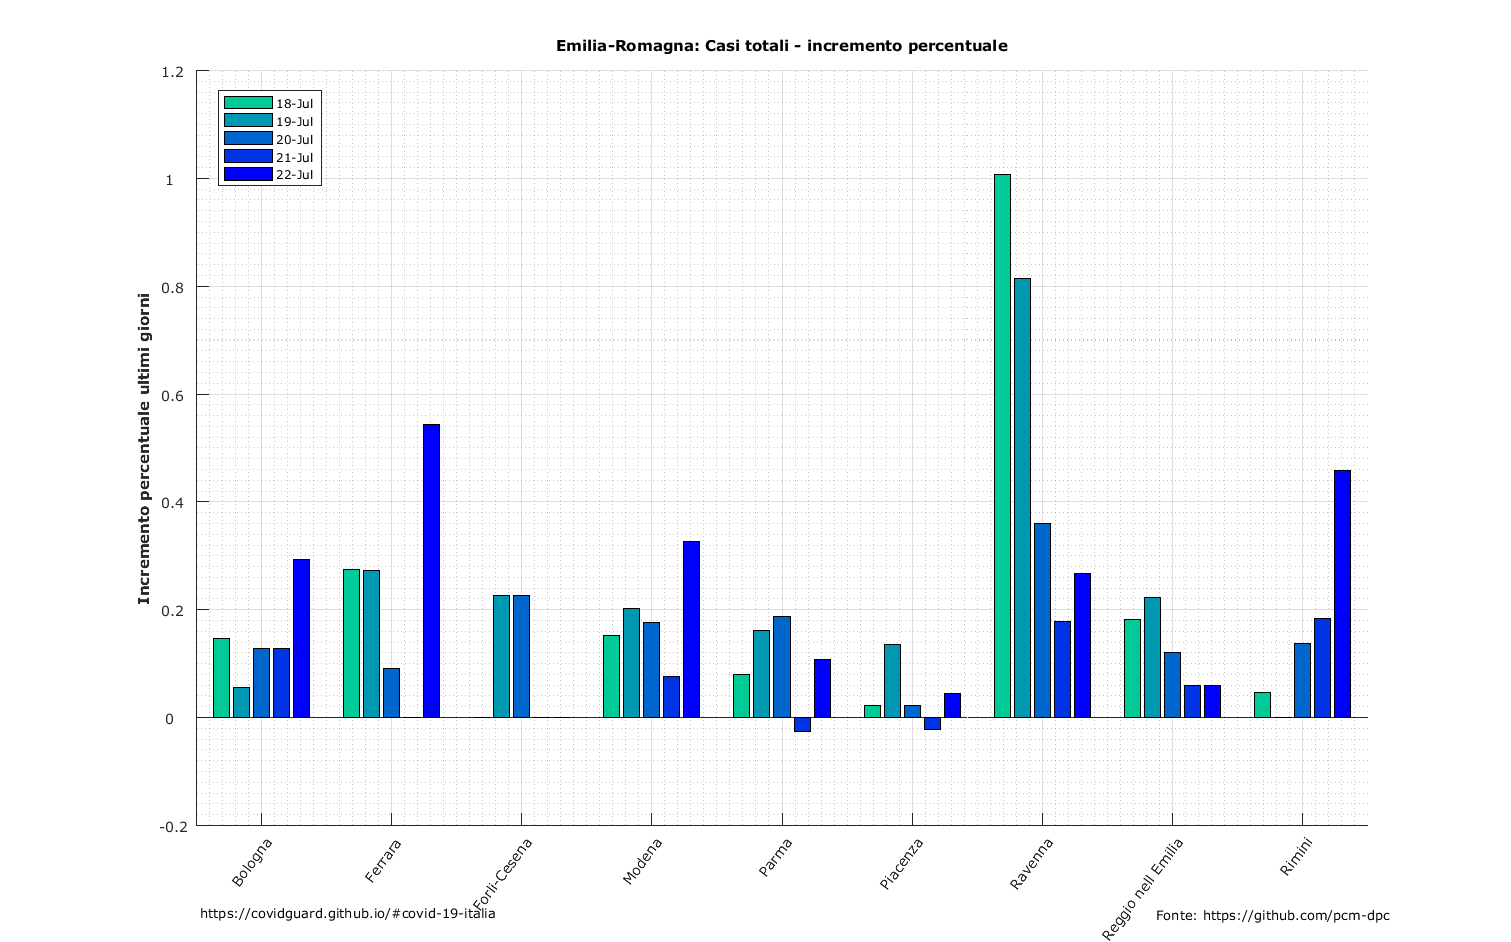 Emilia-Romagna: Casi totali - incremento percentuale
Incremento percentuale ultimi giorni
1.2
1
0.8
0.6
0.4
0.2
0
-0.2
18-Jul
19-Jul
20-Jul
21-Jul
22-Jul
Bologna
Ferrara
Forlì-Cesena
Modena
Parma
Piacenza
Ravenna
Reggio nell Emilia
Rimini
https://covidguard.github.io/#covid-19-italia
Fonte: https://github.com/pcm-dpc